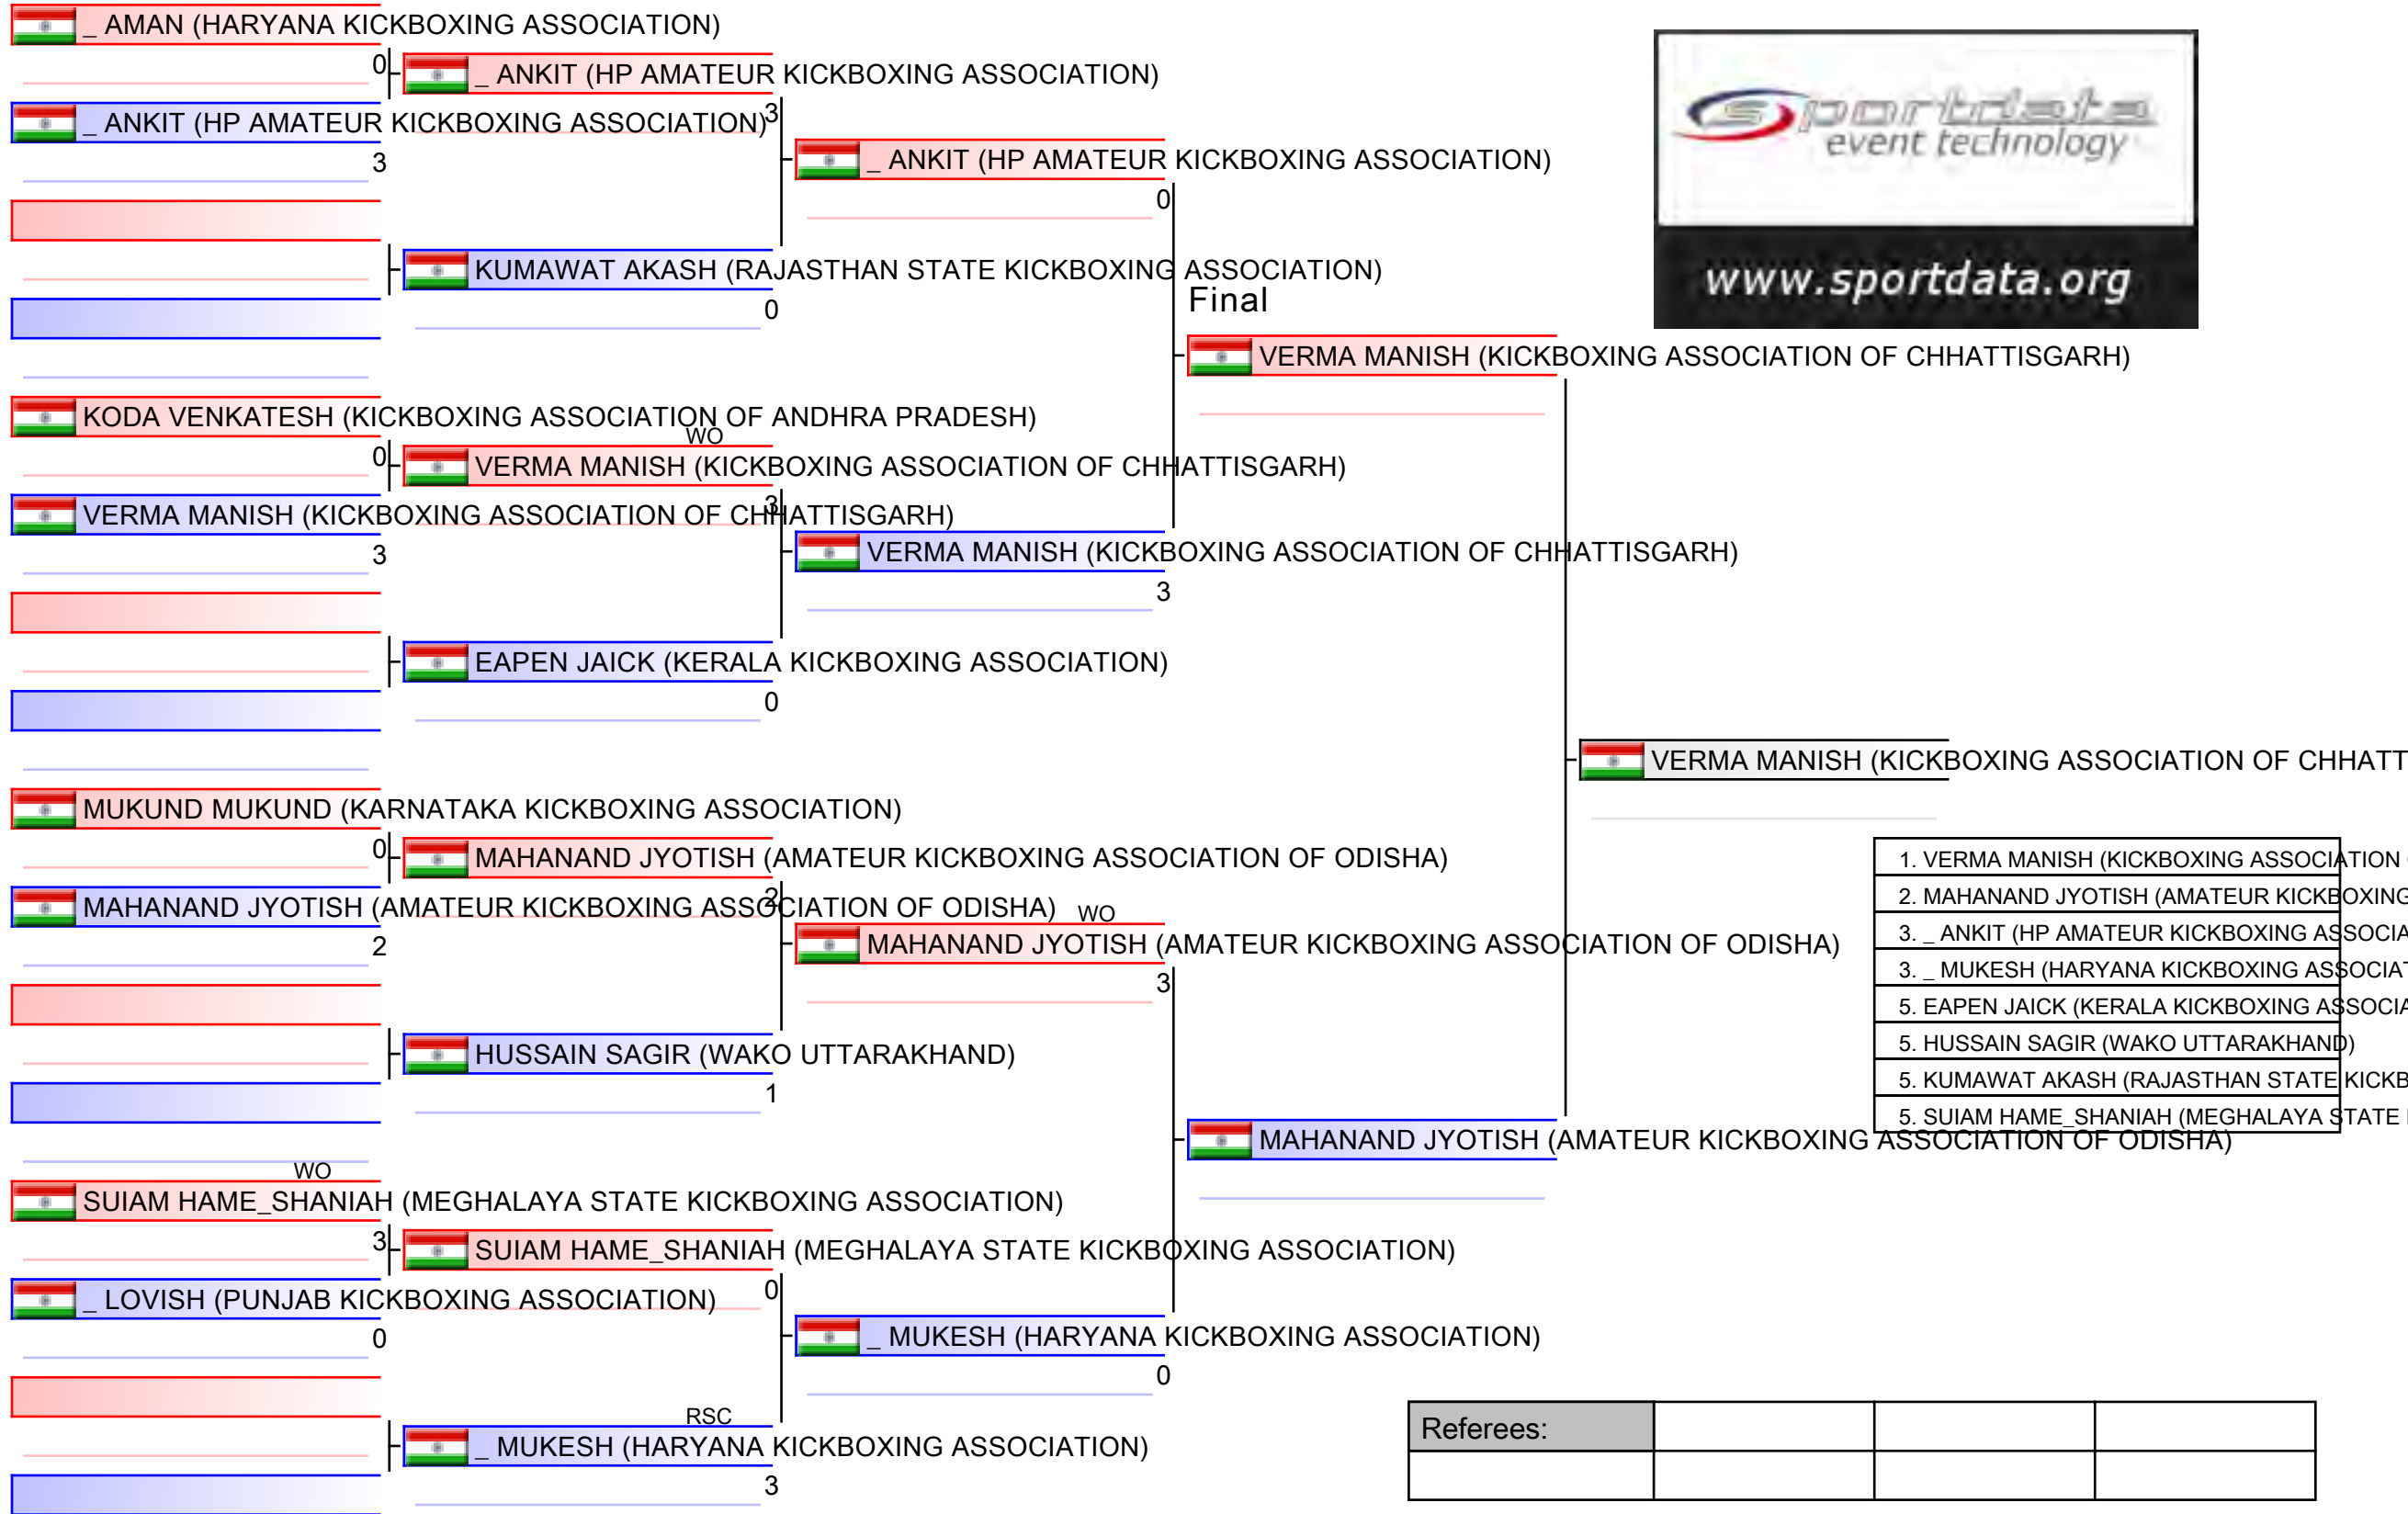 _ AMAN (HARYANA KICKBOXING ASSOCIATION)
0
_ ANKIT (HP AMATEUR KICKBOXING ASSOCIATION)
3
KODA VENKATESH (KICKBOXING ASSOCIATION OF ANDHRA PRADESH)
0
VERMA MANISH (KICKBOXING ASSOCIATION OF CHHATTISGARH)
3
MUKUND MUKUND (KARNATAKA KICKBOXING ASSOCIATION)
0
MAHANAND JYOTISH (AMATEUR KICKBOXING ASSOCIATION OF ODISHA)
2
WO
SUIAM HAME_SHANIAH (MEGHALAYA STATE KICKBOXING ASSOCIATION)
3
_ LOVISH (PUNJAB KICKBOXING ASSOCIATION)
0
_ ANKIT (HP AMATEUR KICKBOXING ASSOCIATION)
3
KUMAWAT AKASH (RAJASTHAN STATE KICKBOXING ASSOCIATION)
0
WO
VERMA MANISH (KICKBOXING ASSOCIATION OF CHHATTISGARH)
3
EAPEN JAICK (KERALA KICKBOXING ASSOCIATION)
0
MAHANAND JYOTISH (AMATEUR KICKBOXING ASSOCIATION OF ODISHA)
2
HUSSAIN SAGIR (WAKO UTTARAKHAND)
1
SUIAM HAME_SHANIAH (MEGHALAYA STATE KICKBOXING ASSOCIATION)
0
RSC
_ MUKESH (HARYANA KICKBOXING ASSOCIATION)
3
_ ANKIT (HP AMATEUR KICKBOXING ASSOCIATION)
0
VERMA MANISH (KICKBOXING ASSOCIATION OF CHHATTISGARH)
3
WO
MAHANAND JYOTISH (AMATEUR KICKBOXING ASSOCIATION OF ODISHA)
3
_ MUKESH (HARYANA KICKBOXING ASSOCIATION)
0
Final
VERMA MANISH (KICKBOXING ASSOCIATION OF CHHATTISGARH)
MAHANAND JYOTISH (AMATEUR KICKBOXING ASSOCIATION OF ODISHA)
VERMA MANISH (KICKBOXING ASSOCIATION OF CHHATT
sportdata
event technology
www.sportdata.org
1. VERMA MANISH (KICKBOXING ASSOCIATION
2. MAHANAND JYOTISH (AMATEUR KICKBOXING
3. _ ANKIT (HP AMATEUR KICKBOXING ASSOCIA
3. _ MUKESH (HARYANA KICKBOXING ASSOCIAT
5. EAPEN JAICK (KERALA KICKBOXING ASSOCIA
5. HUSSAIN SAGIR (WAKO UTTARAKHAND)
5. KUMAWAT AKASH (RAJASTHAN STATE KICKB
5. SUIAM HAME_SHANIAH (MEGHALAYA STATE
Referees: